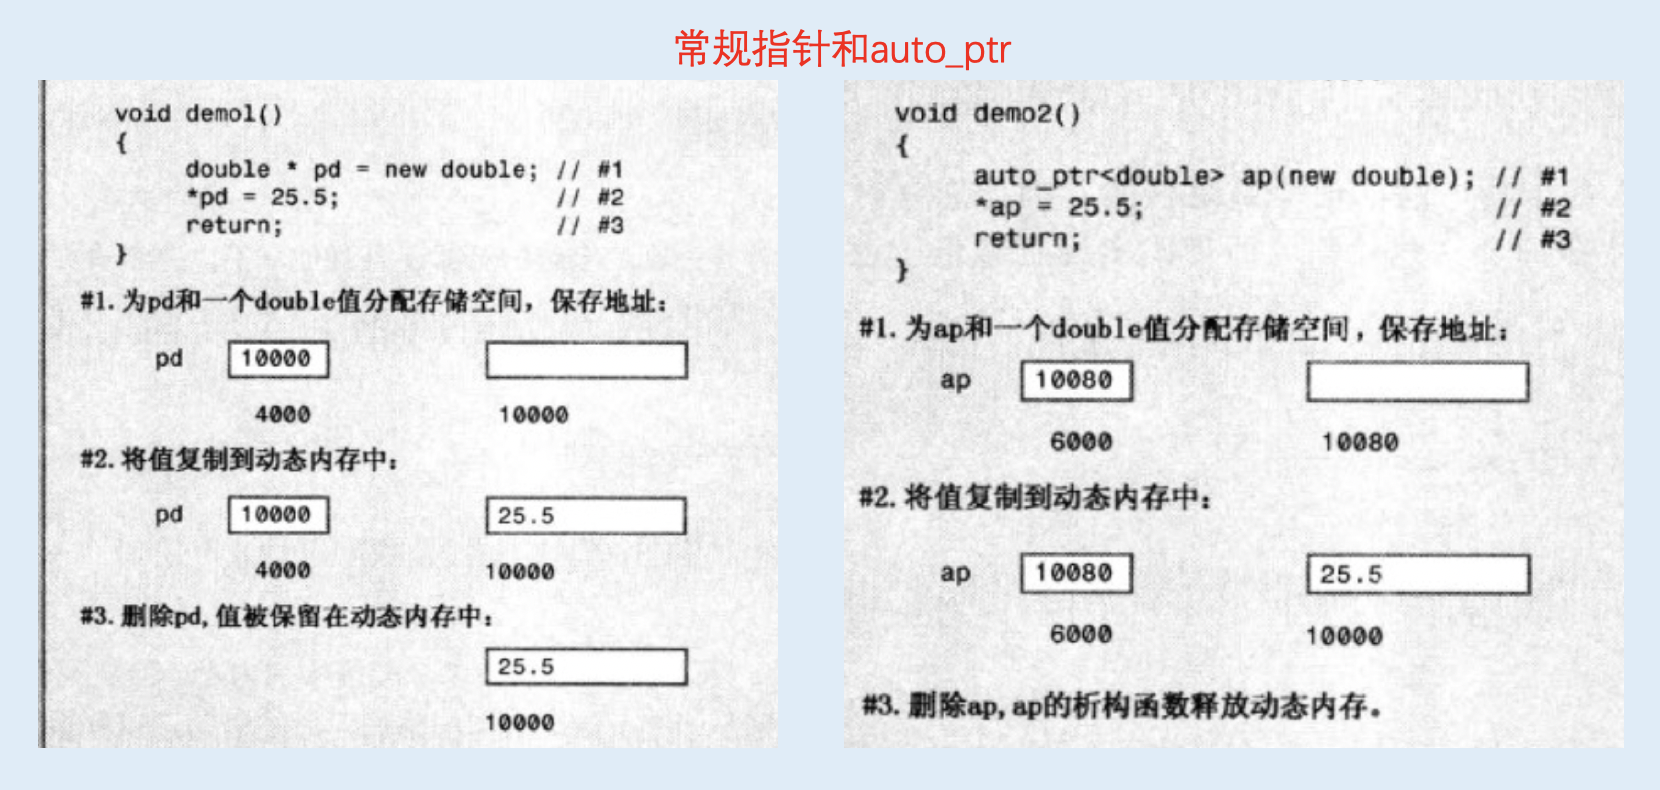 常规指针和auto_ptr
void demo1()
{
double * pd = new double; // #1
*pd = 25.5; // #2
return; // #3
}
#1.为pd和一个double值分配存储空间，保存地址：
pd 10000
4000 10000
#2.将值复制到动态内存中：
pd 10000 25.5
4000 10000
#3.删除pd,值被保留在动态内存中：
25.5
10000
void demo2()
{
auto_ptr<double> ap(new double); // #1
*ap = 25.5; // #2
return; // #3
}
#1.为ap和一个double值分配存储空间，保存地址：
ap 10080
6000 10080
#2.将值复制到动态内存中：
ap 10080 25.5
6000 10000
#3.删除ap,ap的析构函数释放动态内存。